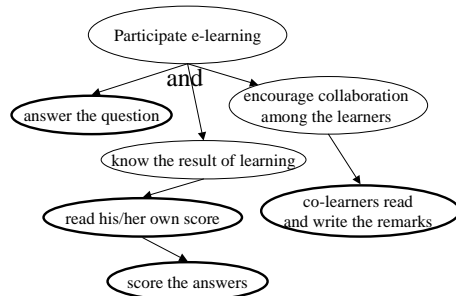 Participate e-learning
and
answer the question
encourage collaboration
among the learners
know the result of learning
read his/her own score
co-learners read
and write the remarks
score the answers